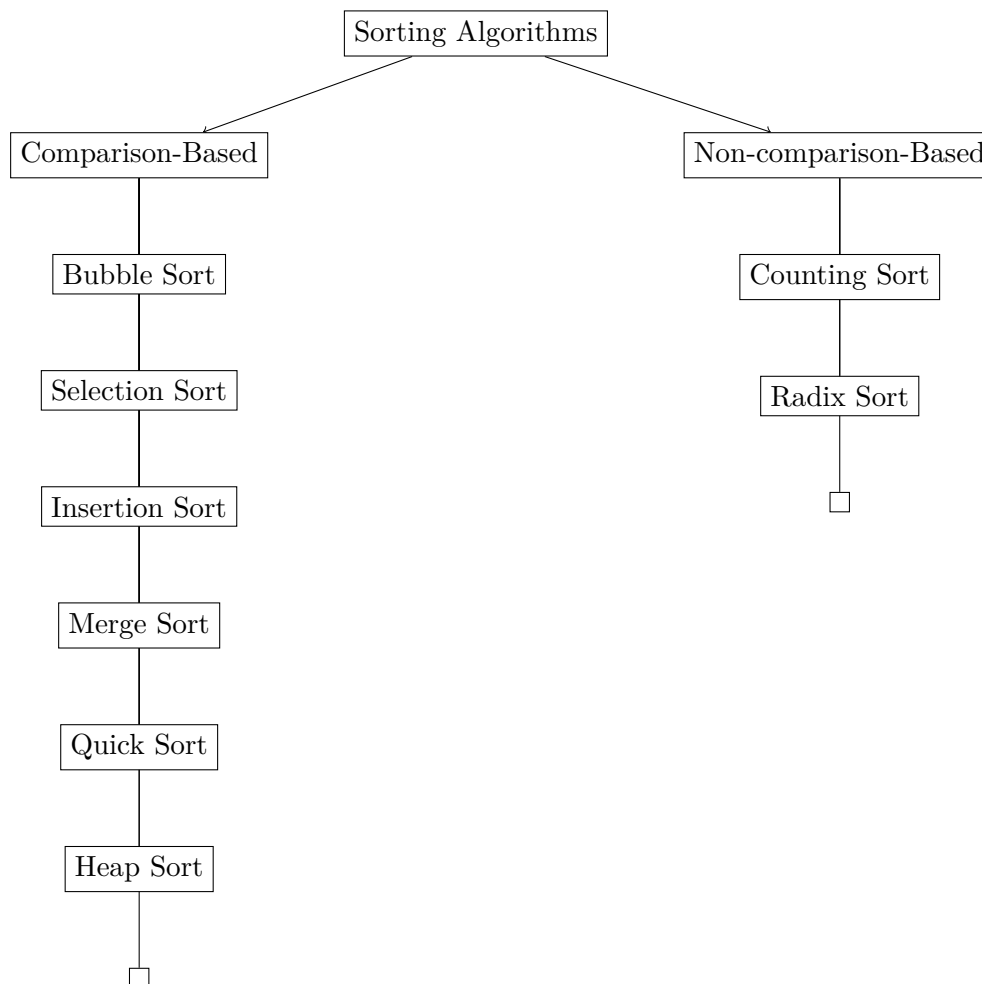 Sorting Algorithms
Comparison-Based
Non-comparison-Based
Bubble Sort
Counting Sort
Selection Sort
Radix Sort
Insertion Sort
Merge Sort
Quick Sort
Heap Sort